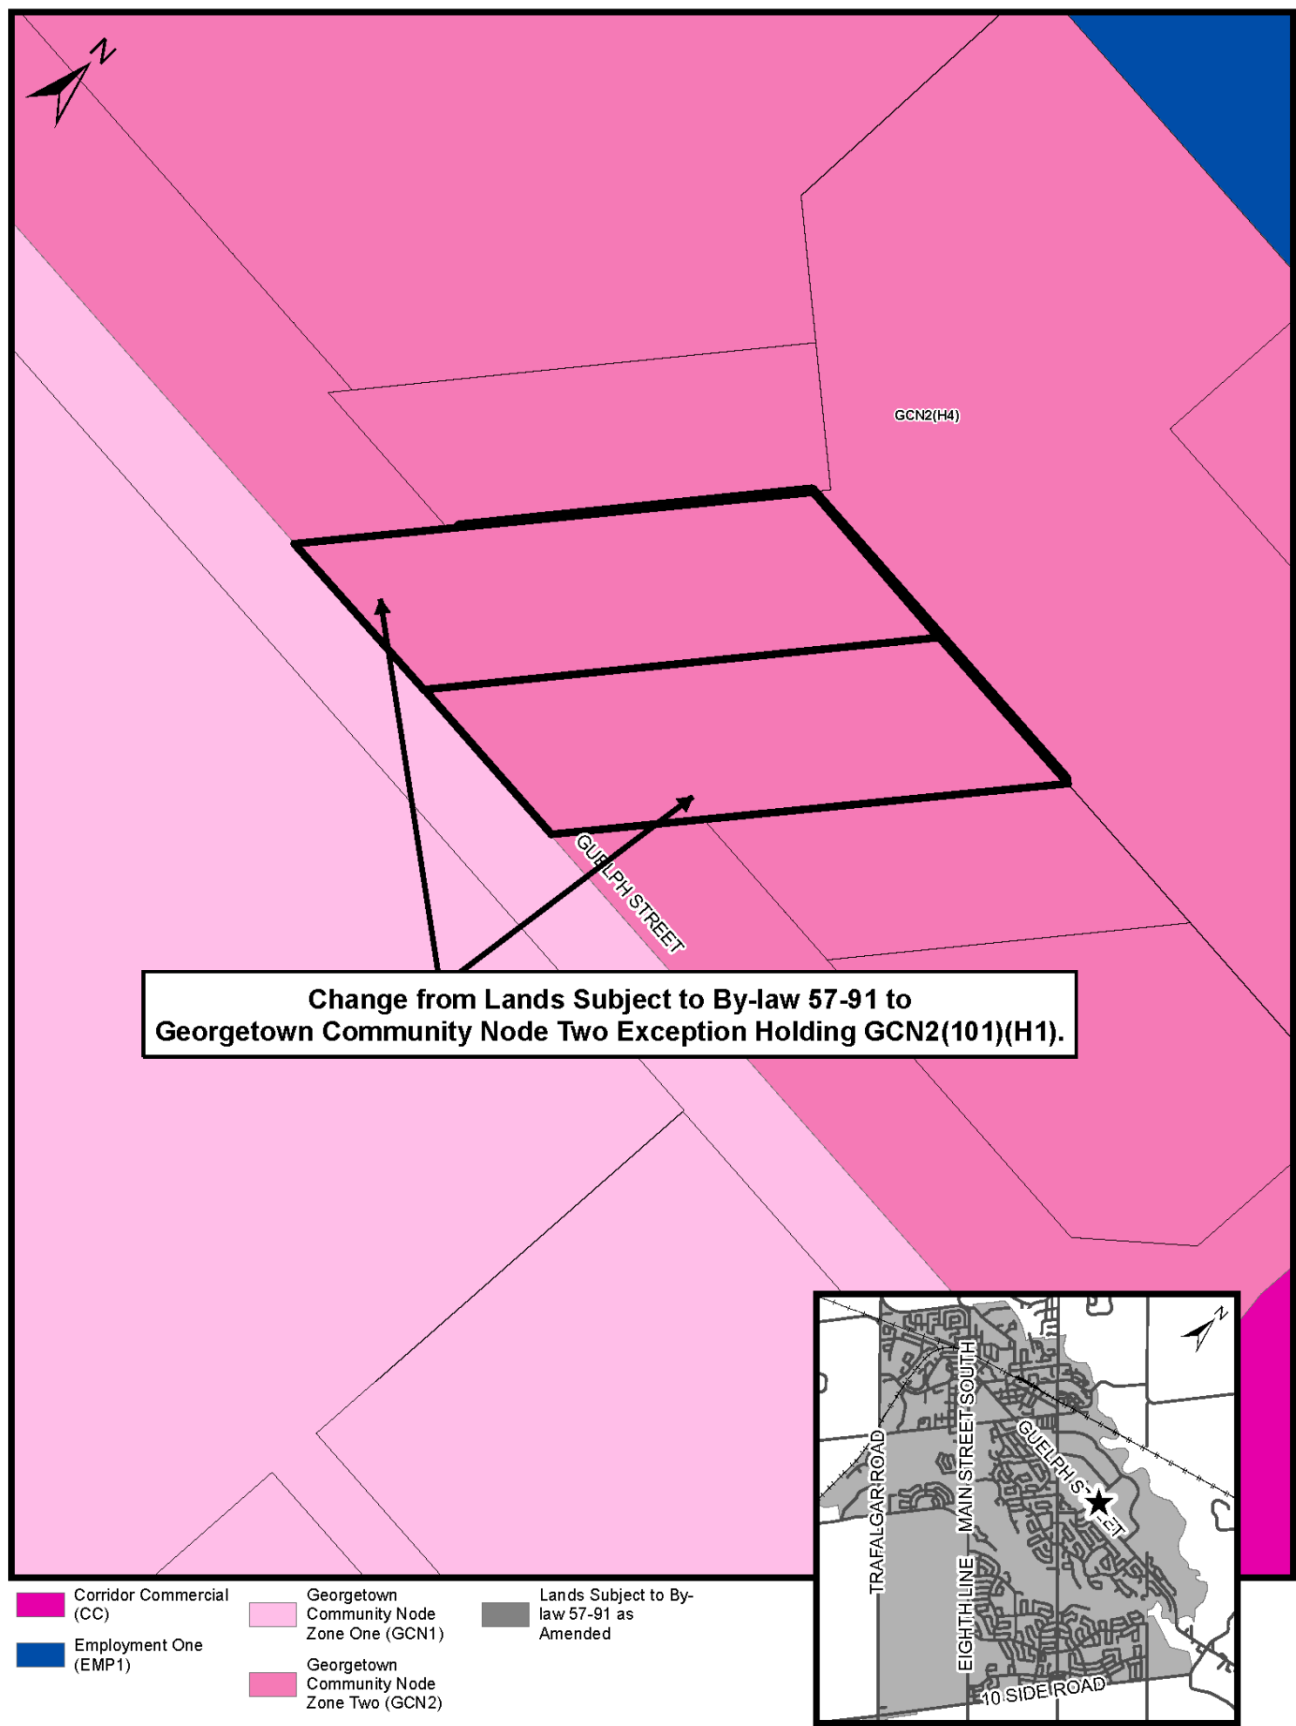 N
GCN2(H4)
GUELPH STREET
Change from Lands Subject to By-law 57-91 to
Georgetown Community Node Two Exception Holding GCN2(101)(H1).
N
TRAFALGAR ROAD
EIGHTH LINE
MAIN STREET SOUTH
GUELPH ST
ET
10 SIDE ROAD
Corridor Commercial
(CC)
Employment One
(EMP1)
Georgetown
Community Node
Zone One (GCN1)
Georgetown
Community Node
Zone Two (GCN2)
Lands Subject to By-
law 57-91 as
Amended